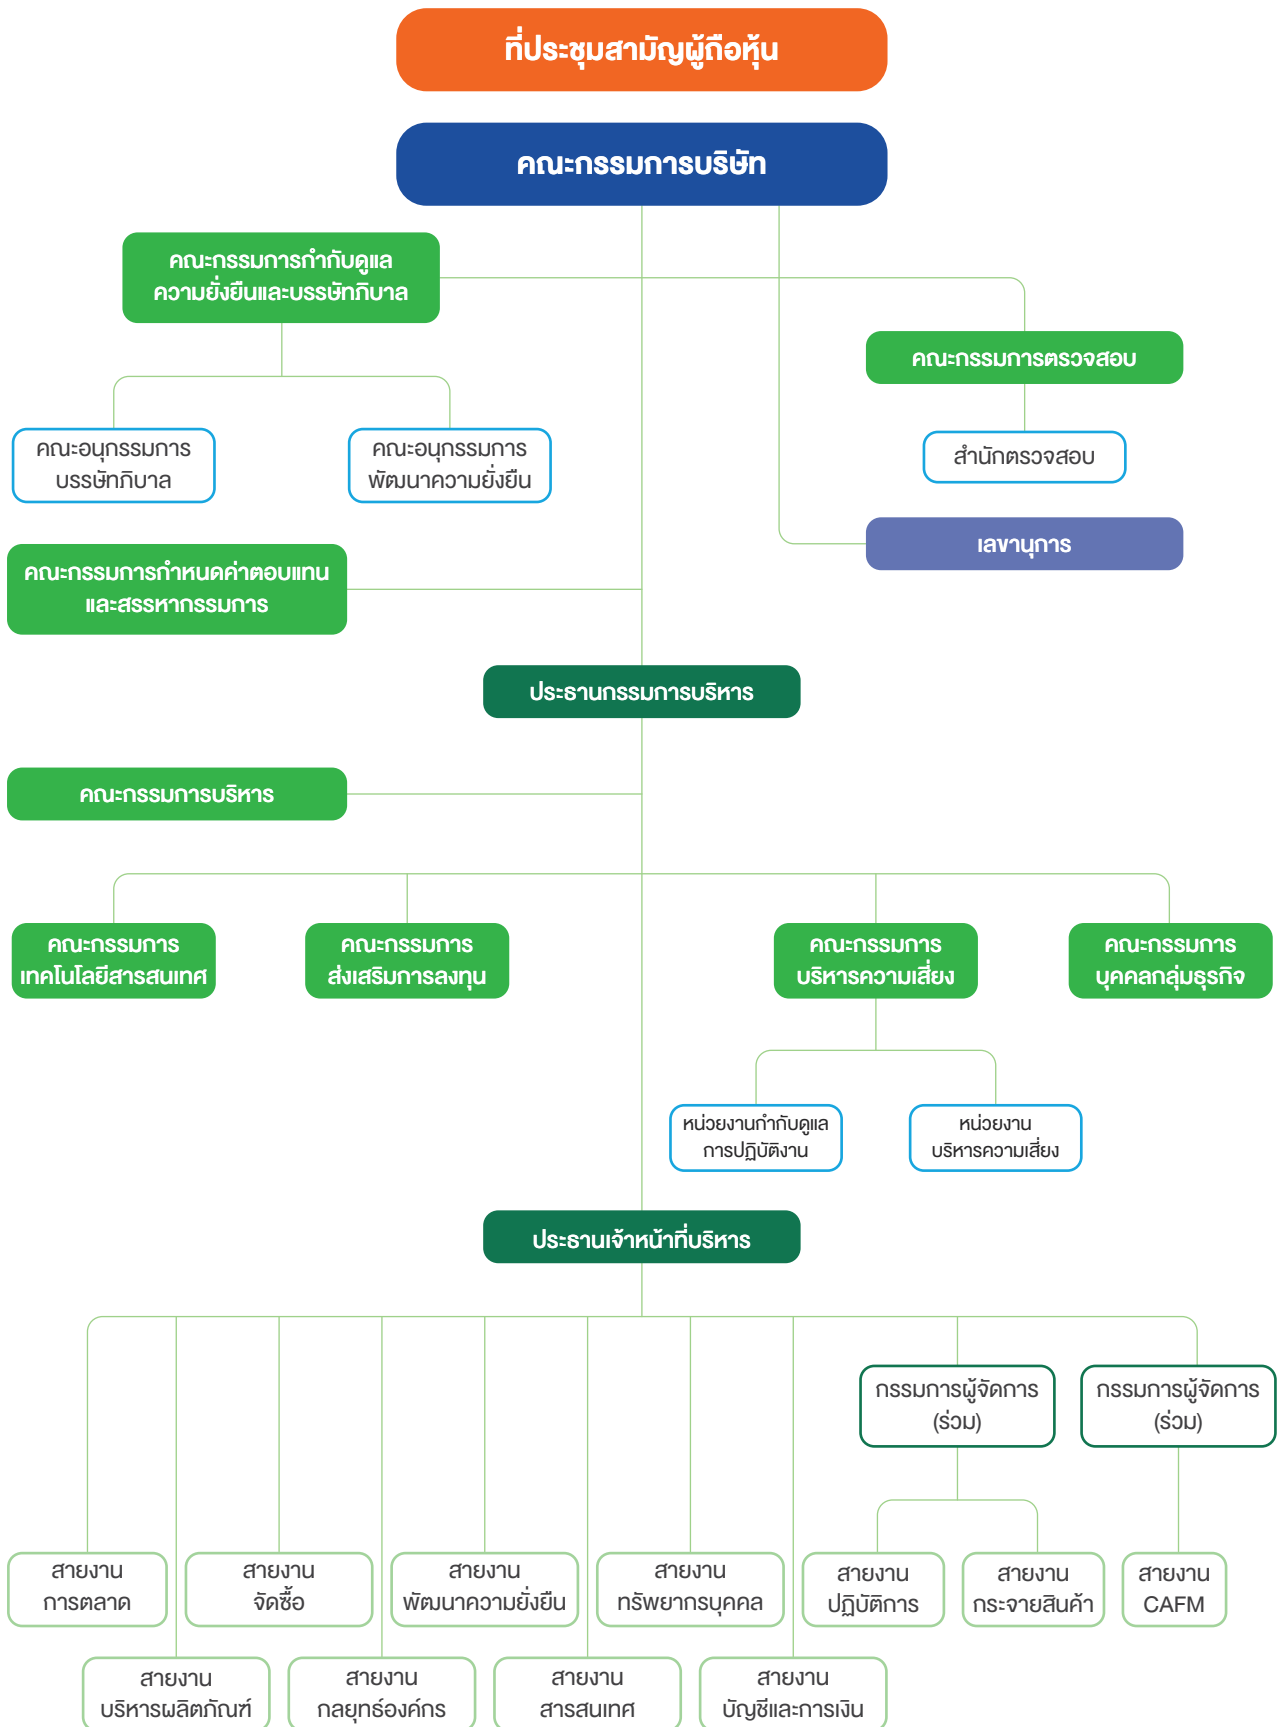 ที่ประชุมสามัญผู้ถือหุ้น
คณะกรรมการบริษัท
คณะกรรมการกำกับดูแล
ความยั่งยืนและบรรษัทภิบาล
คณะกรรมการตรวจสอบ
คณะอนุกรรมการ
บรรษัทภิบาล
คณะอนุกรรมการ
พัฒนาความยั่งยืน
สำนักตรวจสอบ
เลขานุการ
คณะกรรมการกำหนดค่าตอบแทน
และสรรหากรรมการ
ประธานกรรมการบริหาร
คณะกรรมการบริหาร
คณะกรรมการ
เทคโนโลยีสารสนเทศ
คณะกรรมการ
ส่งเสริมการลงทุน
คณะกรรมการ
บริหารความเสี่ยง
คณะกรรมการ
บุคคลกลุ่มธุรกิจ
หน่วยงานกำกับดูแล
การปฏิบัติงาน
หน่วยงาน
บริหารความเสี่ยง
ประธานเจ้าหน้าที่บริหาร
กรรมการผู้จัดการ
(ร่วม)
กรรมการผู้จัดการ
(ร่วม)
สายงาน
การตลาด
สายงาน
จัดซื้อ
สายงาน
พัฒนาความยั่งยืน
สายงาน
ทรัพยากรบุคคล
สายงาน
ปฏิบัติการ
สายงาน
กระจายสินค้า
สายงาน
CAFM
สายงาน
บริหารผลิตภัณฑ์
สายงาน
กลยุทธ์องค์กร
สายงาน
สารสนเทศ
สายงาน
บัญชีและการเงิน